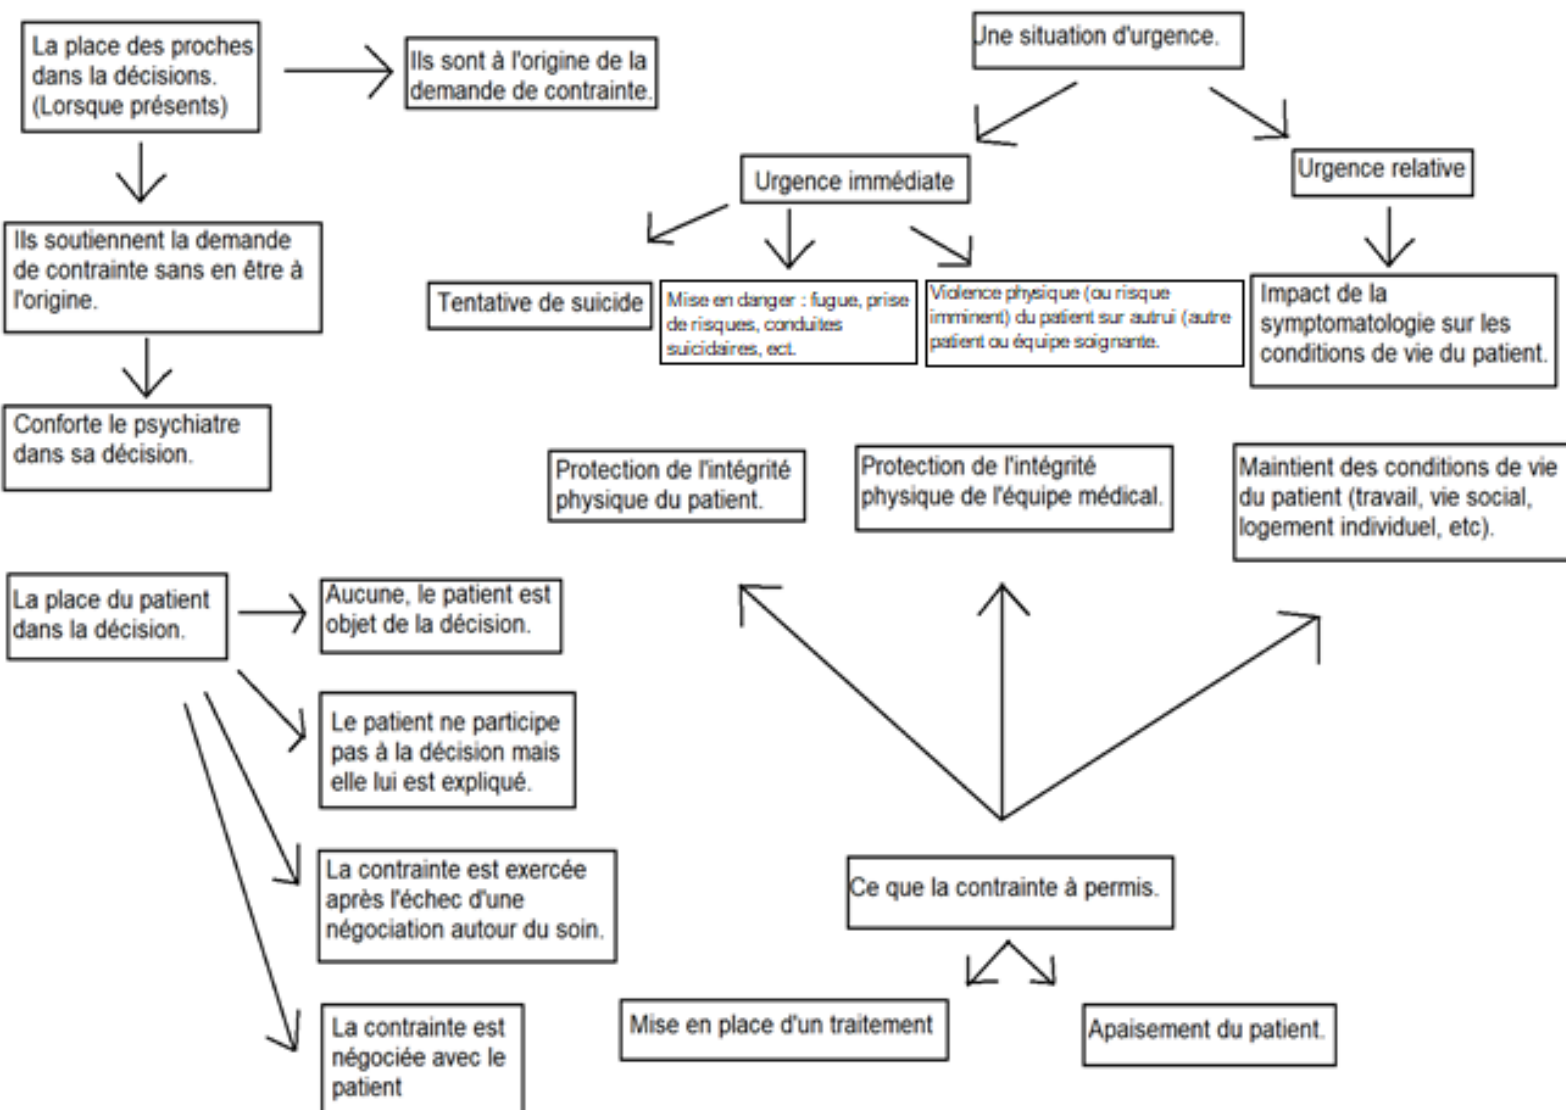 La place des proches
dans la décisions.
(Lorsque présents)
Ils sont à l'origine de la
demande de contrainte.
Ils soutiennent la demande
de contrainte sans en être à
l'origine.
Conforte le psychiatre
dans sa décision.
Une situation d'urgence.
Urgence immédiate
Urgence relative
Tentative de suicide
Mise en danger : fugue, prise
de risques, conduites
suicidaires, ect.
Violence physique (ou risque
imminent) du patient sur autrui (autre
patient ou équipe soignante.
Impact de la
symptomatologie sur les
conditions de vie du patient.
Protection de l'intégrité
physique du patient.
Protection de l'intégrité
physique de l'équipe médical.
Maintient des conditions de vie
du patient (travail, vie social,
logement individuel, etc).
La place du patient
dans la décision.
Aucune, le patient est
objet de la décision.
Le patient ne participe
pas à la décision mais
elle lui est expliqué.
La contrainte est exercée
après l'échec d'une
négociation autour du soin.
La contrainte est
négociée avec le
patient
Ce que la contrainte à permis.
Mise en place d'un traitement
Apaisement du patient.